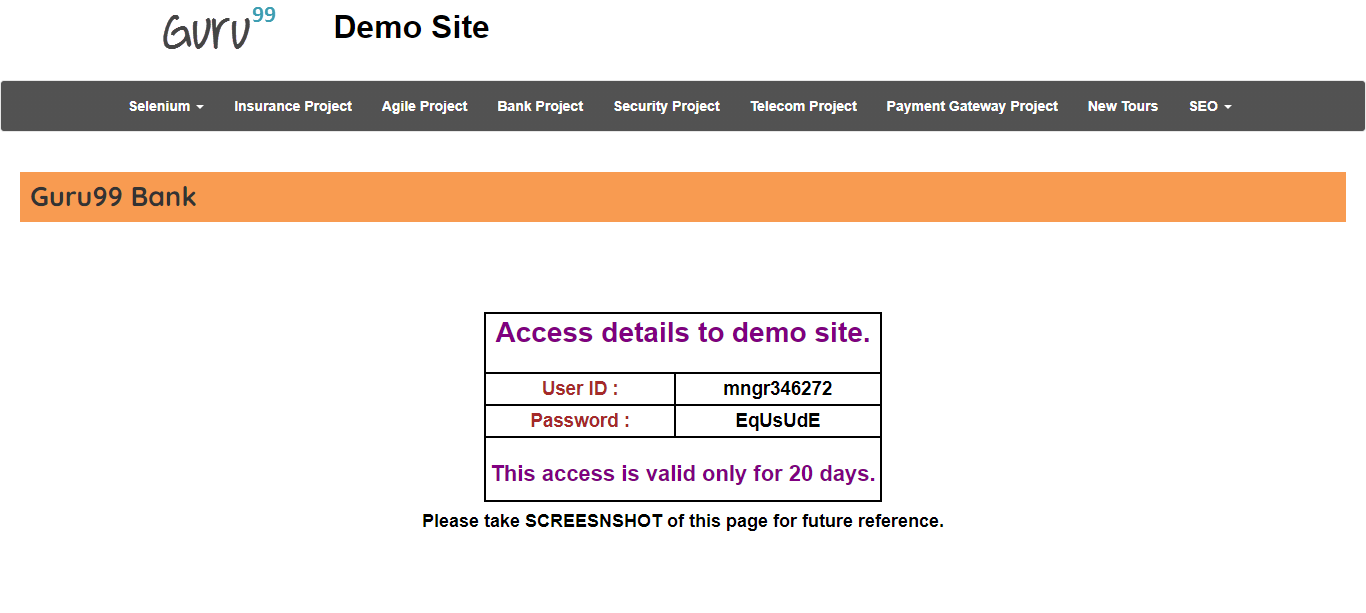 Guru99 Demo Site
Selenium Insurance Project Agile Project Bank Project Security Project Telecom Project Payment Gateway Project New Tours SEO
Guru99 Bank
Access details to demo site.
User ID : mngr346272
Password : EqUsUdE
This access is valid only for 20 days.
Please take SCREESNSHOT of this page for future reference.